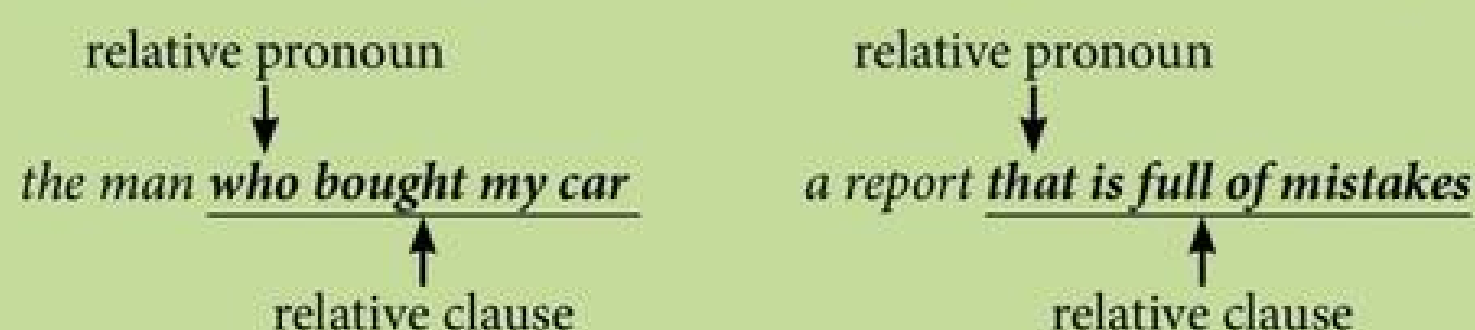 relative pronoun relative pronoun
the man who bought my car a report that is full of mistakes
relative clause relative clause